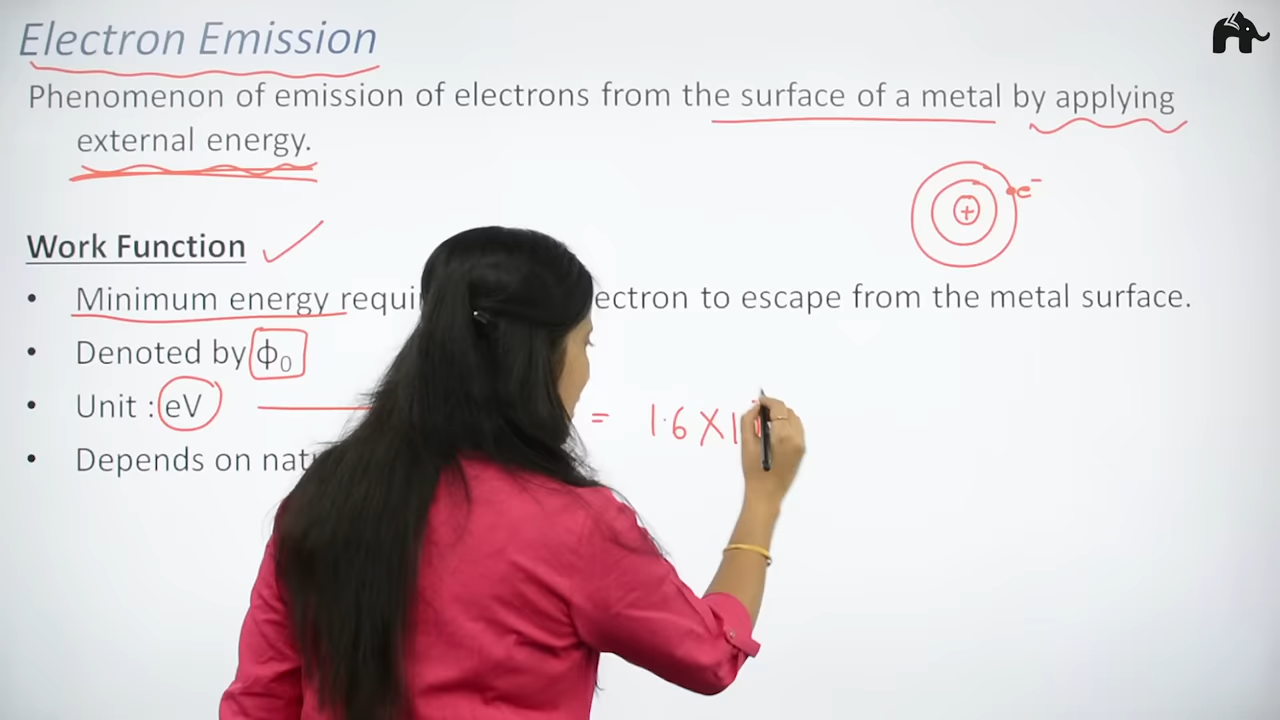 Electron Emission
Phenomenon of emission of electrons from the surface of a metal by applying
external energy.
+ e⁻
Work Function ✓
• Minimum energy requi ectron to escape from the metal surface.
• Denoted by ϕ₀
• Unit : eV = 1.6 X 1
• Depends on nat